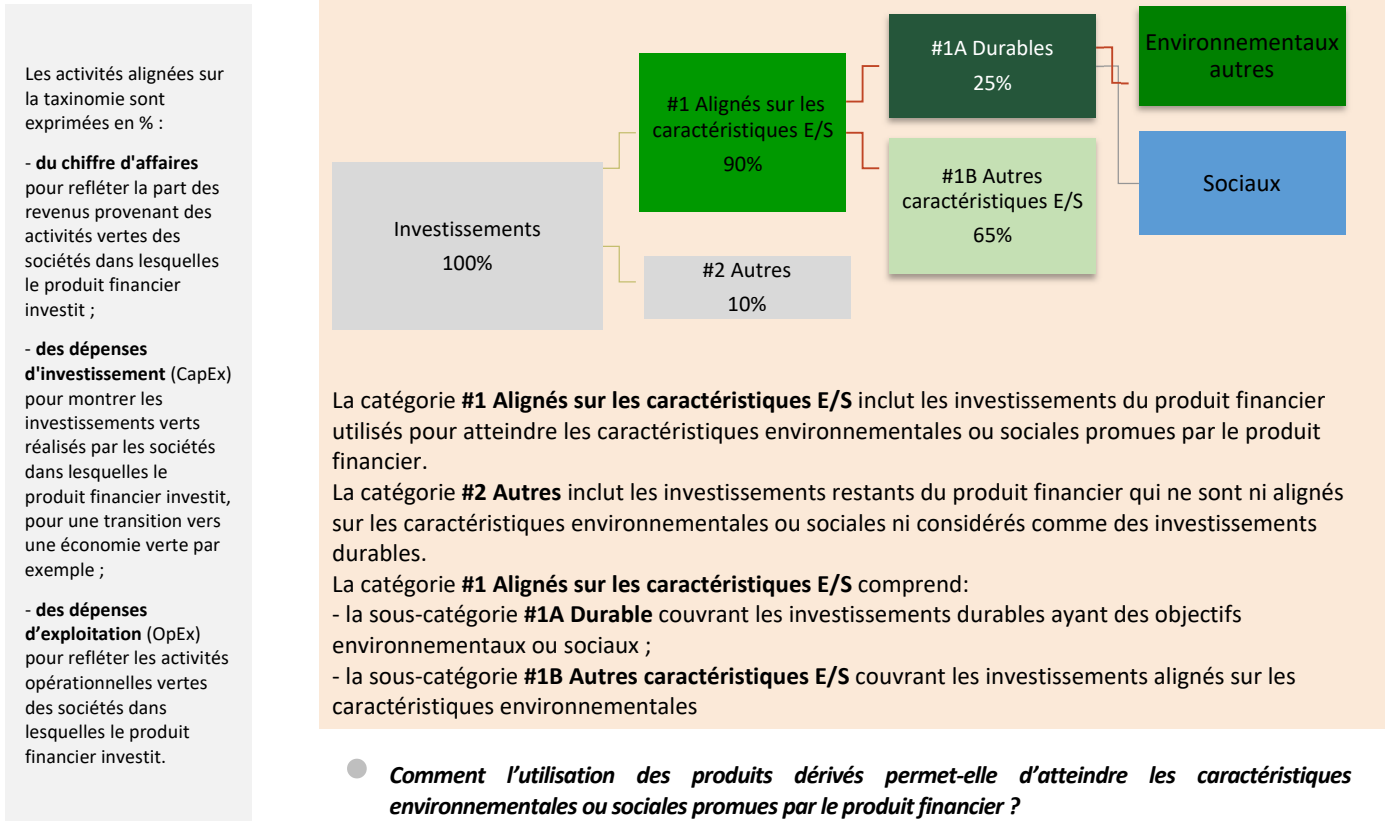 Les activités alignées sur
la taxinomie sont
exprimées en % :
- du chiffre d'affaires
pour refléter la part des
revenus provenant des
activités vertes des
sociétés dans lesquelles
le produit financier
investit ;
- des dépenses
d'investissement (CapEx)
pour montrer les
investissements verts
réalisés par les sociétés
dans lesquelles le
produit financier investit,
pour une transition vers
une économie verte par
exemple ;
- des dépenses
d’exploitation (OpEx)
pour refléter les activités
opérationnelles vertes
des sociétés dans
lesquelles le produit
financier investit.
Investissements
100%
#1 Alignés sur les
caractéristiques E/S
90%
#2 Autres
10%
#1A Durables
25%
#1B Autres
caractéristiques E/S
65%
Environnementaux
autres
Sociaux
La catégorie #1 Alignés sur les caractéristiques E/S inclut les investissements du produit financier
utilisés pour atteindre les caractéristiques environnementales ou sociales promues par le produit
financier.
La catégorie #2 Autres inclut les investissements restants du produit financier qui ne sont ni alignés
sur les caractéristiques environnementales ou sociales ni considérés comme des investissements
durables.
La catégorie #1 Alignés sur les caractéristiques E/S comprend:
- la sous-catégorie #1A Durable couvrant les investissements durables ayant des objectifs
environnementaux ou sociaux ;
- la sous-catégorie #1B Autres caractéristiques E/S couvrant les investissements alignés sur les
caractéristiques environnementales
Comment l’utilisation des produits dérivés permet-elle d’atteindre les caractéristiques
environnementales ou sociales promues par le produit financier ?